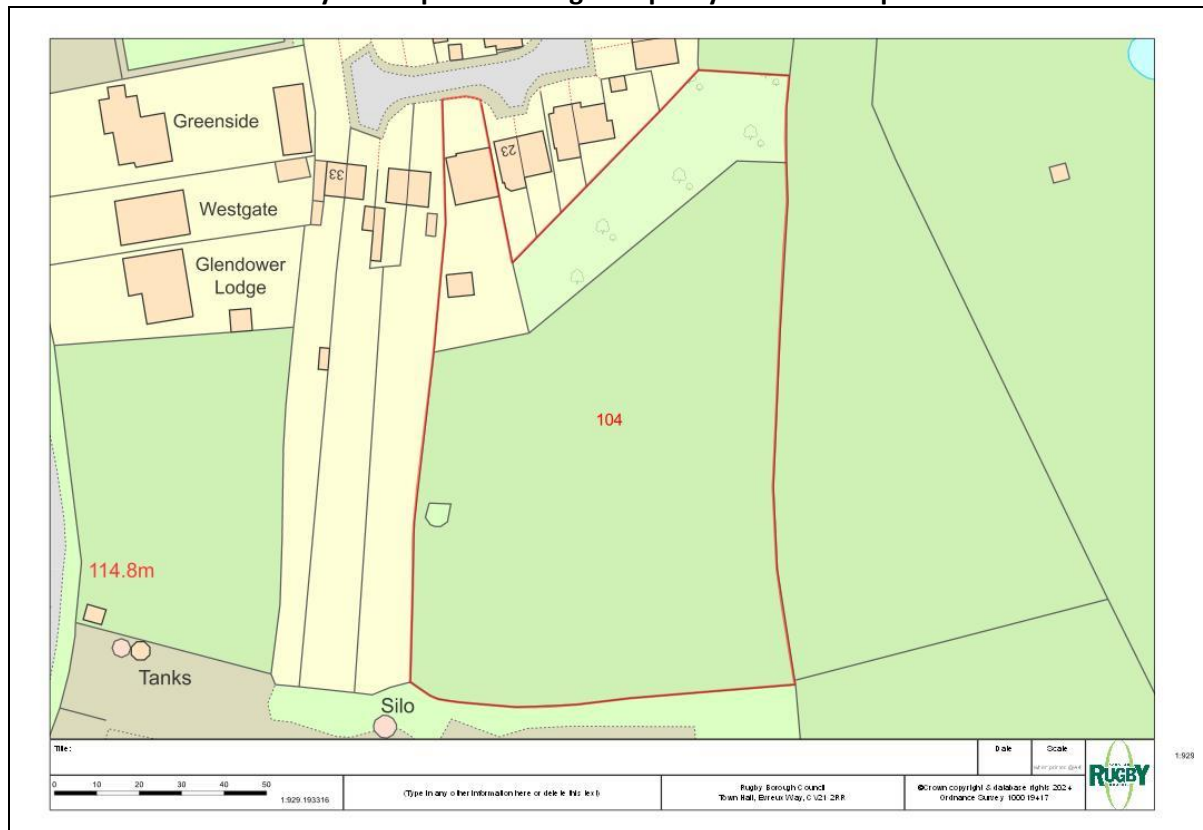 Greenside
33
23
Westgate
Glendower
Lodge
104
114.8m
Tanks
Silo
Title:
Date
Scale
0 10 20 30 40 50
1:929.193316
(Type in any other information here or delete this text)
Rugby Borough Council
Town Hall, Evreux Way, CV21 2RR
©Crown copyright & database rights 2024
Ordnance Survey 100019417
RUGBY
1:929